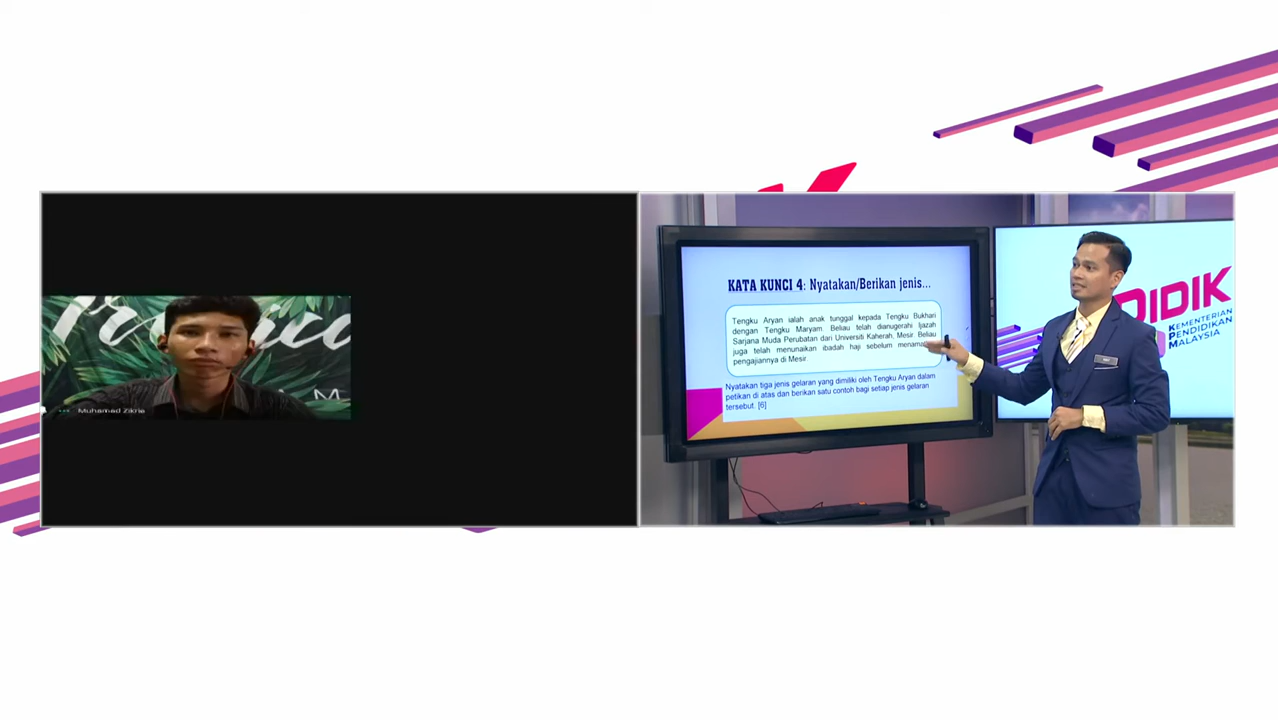 Muhamad Zikrie
KATA KUNCI 4: Nyatakan/Berikan jenis...
Tengku Aryan ialah anak tunggal kepada Tengku Bukhari
dengan Tengku Maryam. Beliau telah dianugerahi Ijazah
Sarjana Muda Perubatan dari Universiti Kaherah, Mesir. Beliau
juga telah menunaikan ibadah haji sebelum
pengajiannya di Mesir.
Nyatakan tiga jenis gelaran yang dimiliki oleh Tengku Aryan dalam
petikan di atas dan berikan satu contoh bagi setiap jenis gelaran
tersebut. [6]
DIDIK
KEMENTERIAN
PENDIDIKAN
MALAYSIA